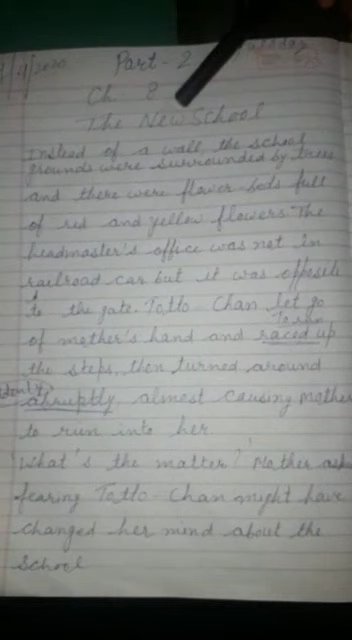 Part - 2
Ch. 8
The New School
Instead of a wall the school
grounds were surrounded by trees
and there were flower-beds full
of red and yellow flowers. The
headmaster's office was not in
railroad car but it was opposite
to the gate. Totto Chan let go
To run
of mother's hand and raced up
the steps, then turned around
abruptly, almost causing Mother
to run into her.
'What's the matter? Mother ask
fearing Totto Chan might have
changed her mind about the
School